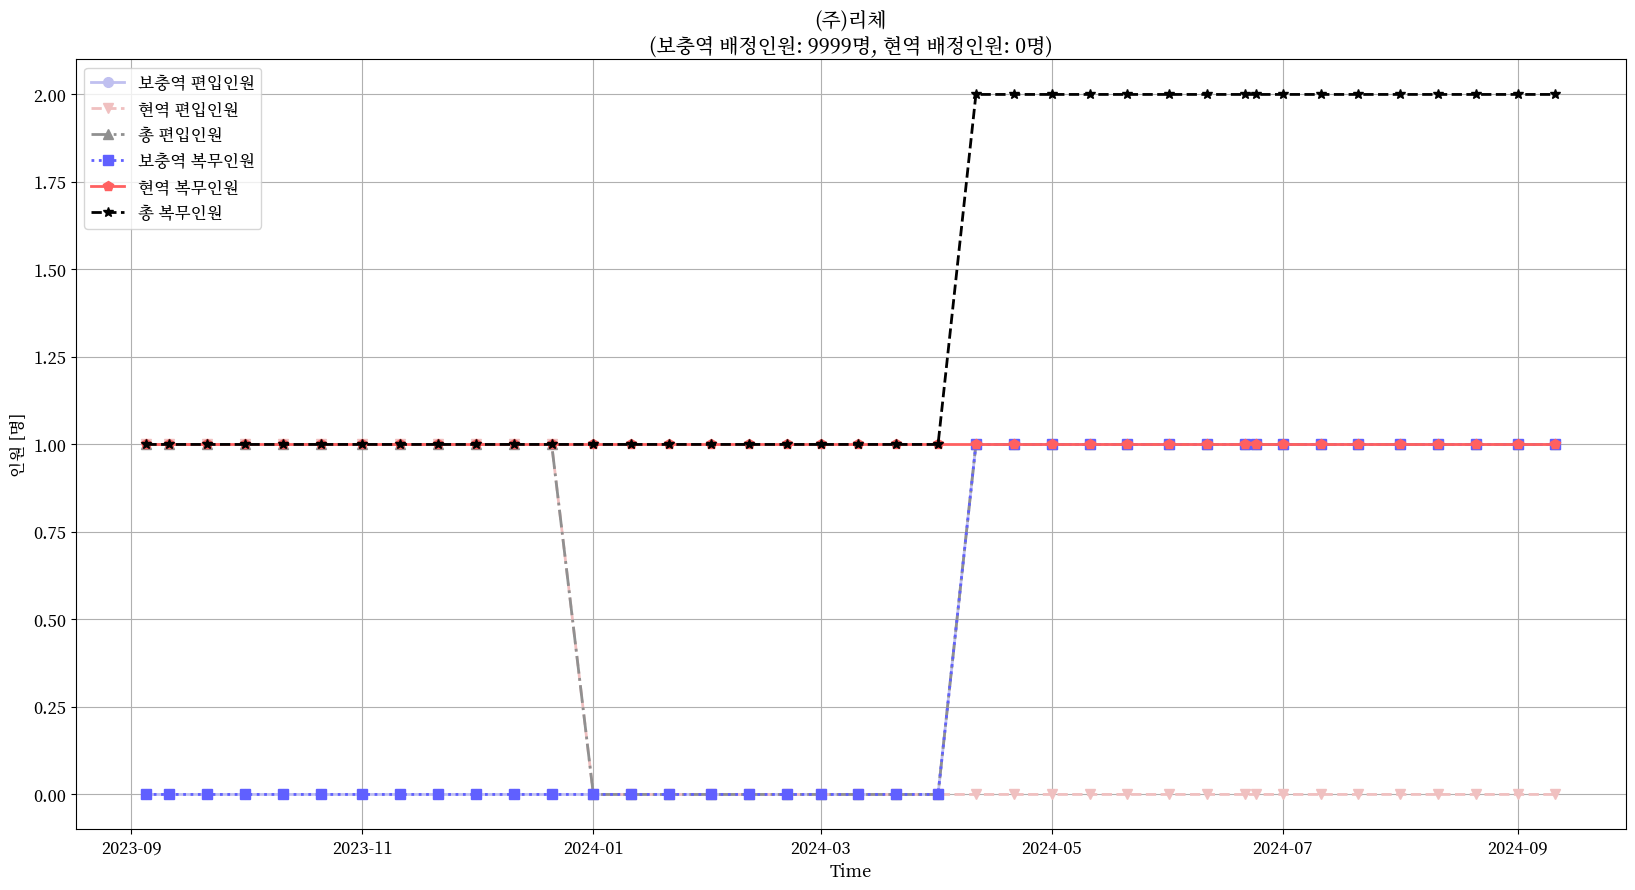 (주)리체
(보충역 배정인원: 9999명, 현역 배정인원: 0명)
보충역 편입인원
현역 편입인원
총 편입인원
보충역 복무인원
현역 복무인원
총 복무인원
2.00
1.75
1.50
1.25
1.00
0.75
0.50
0.25
0.00
인원 [명]
2023-09
2023-11
2024-01
2024-03
2024-05
2024-07
2024-09
Time